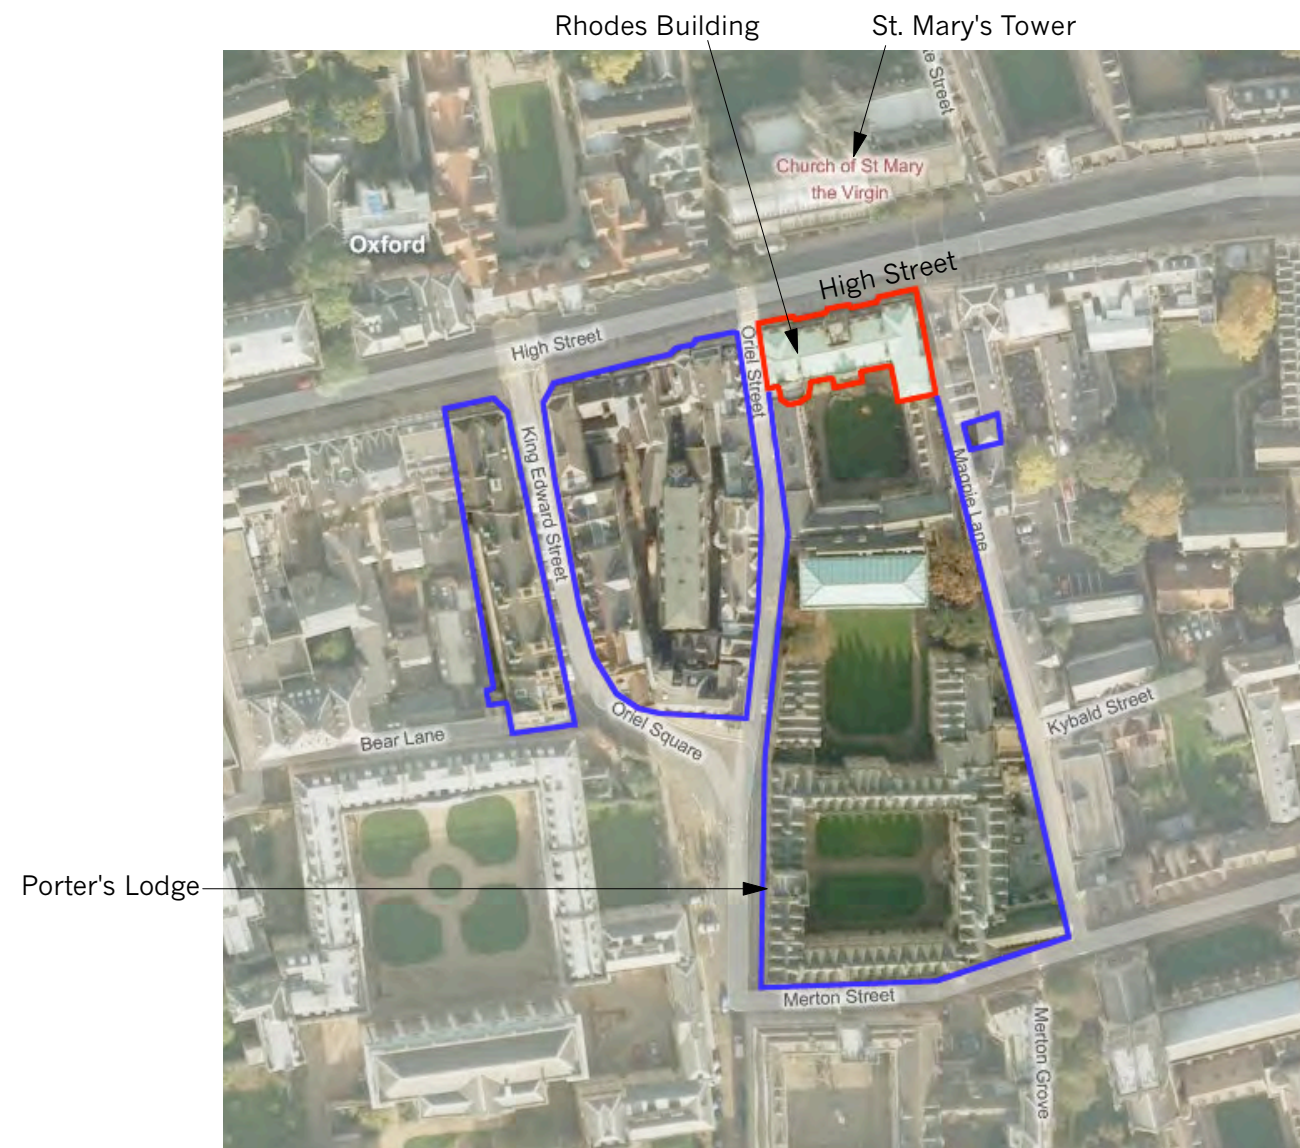 Rhodes Building
St. Mary's Tower
Street
Church of St Mary
the Virgin
Oxford
High Street
High Street
Oriel Street
King Edward Street
Magpie Lane
Kybald Street
Oriel Square
Bear Lane
Porter's Lodge
Merton Street
Merton Grove